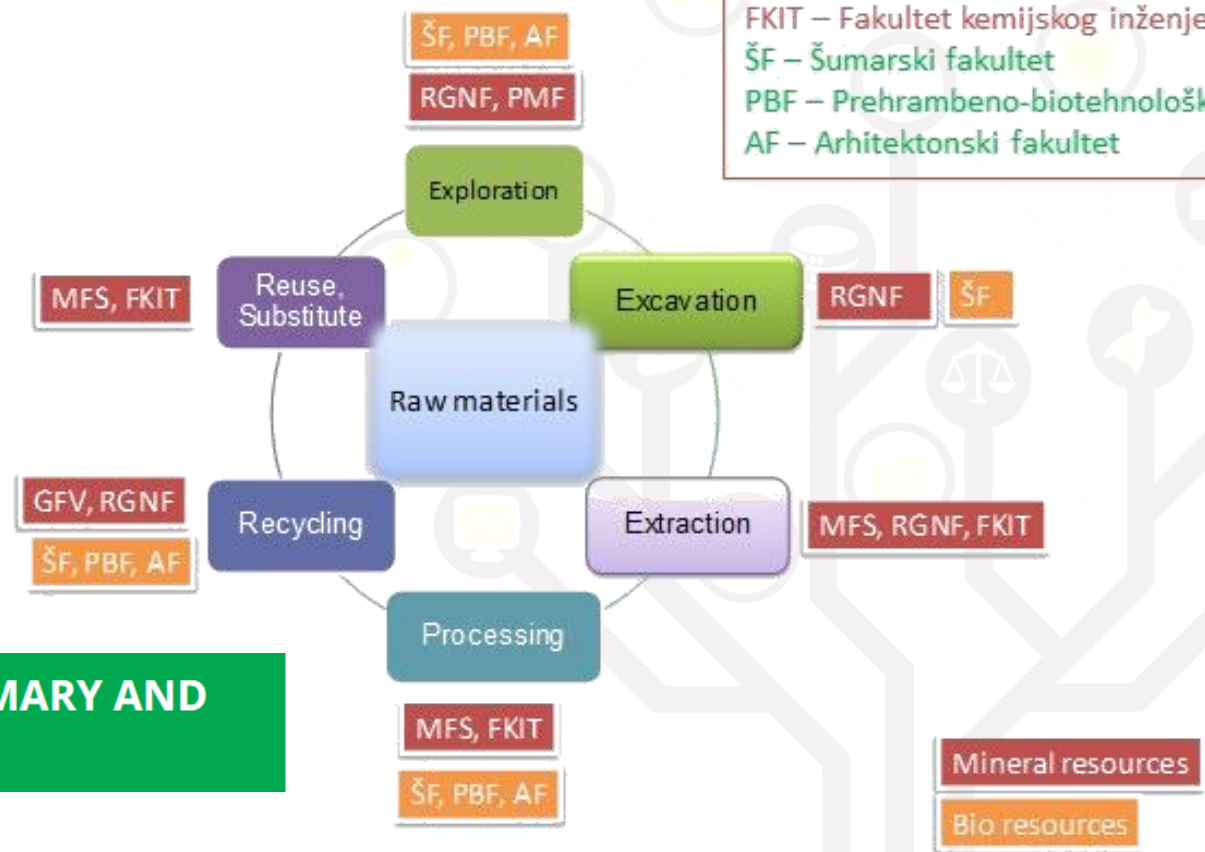 FKIT – Fakultet kemijskog inženje
ŠF – Šumarski fakultet
PBF – Prehrambeno-biotehnološk
AF – Arhitektonski fakultet
ŠF, PBF, AF
RGNF, PMF
Exploration
MFS, FKIT
Reuse,
Substitute
Excavation
RGNF
ŠF
Raw materials
GFV, RGNF
ŠF, PBF, AF
Recycling
Extraction
MFS, RGNF, FKIT
Processing
MFS, FKIT
ŠF, PBF, AF
MARY AND
Mineral resources
Bio resources